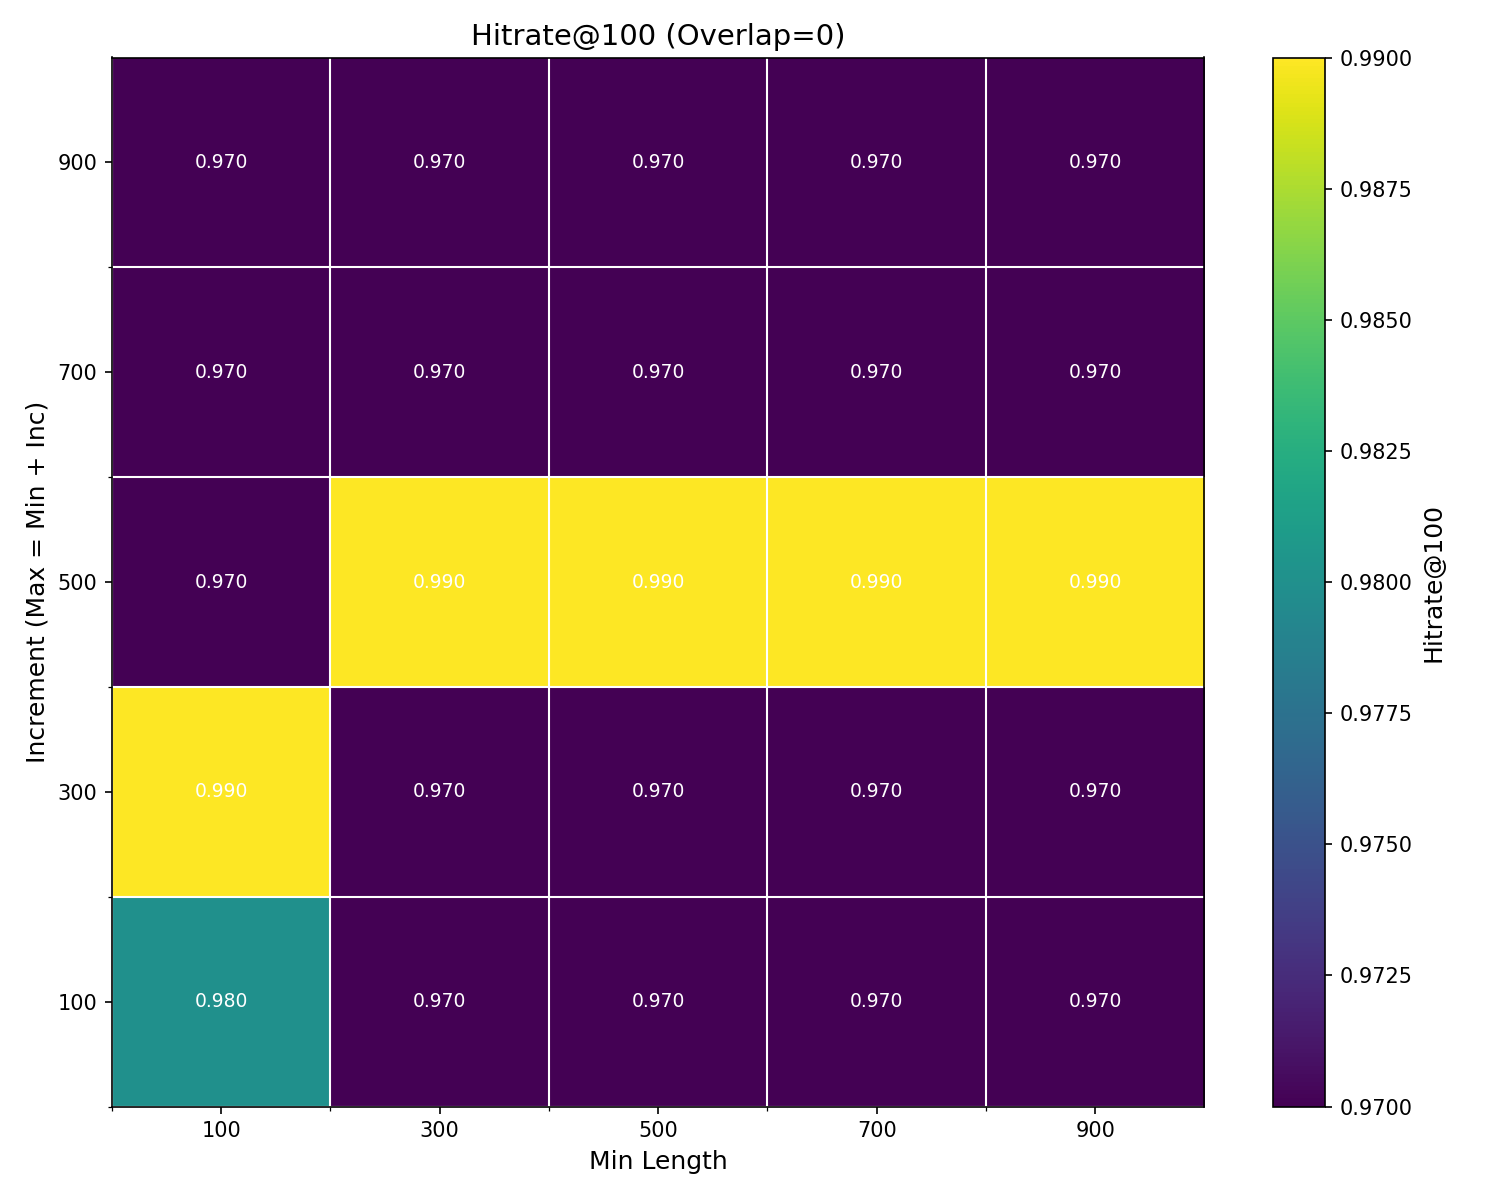 Hitrate@100 (Overlap=0)
Increment (Max = Min + Inc)
900 0.970 0.970 0.970 0.970 0.970
700 0.970 0.970 0.970 0.970 0.970
500 0.970 0.990 0.990 0.990 0.990
300 0.990 0.970 0.970 0.970 0.970
100 0.980 0.970 0.970 0.970 0.970
100 300 500 700 900
Min Length
0.9900
0.9875
0.9850
0.9825
0.9800
0.9775
0.9750
0.9725
0.9700
Hitrate@100